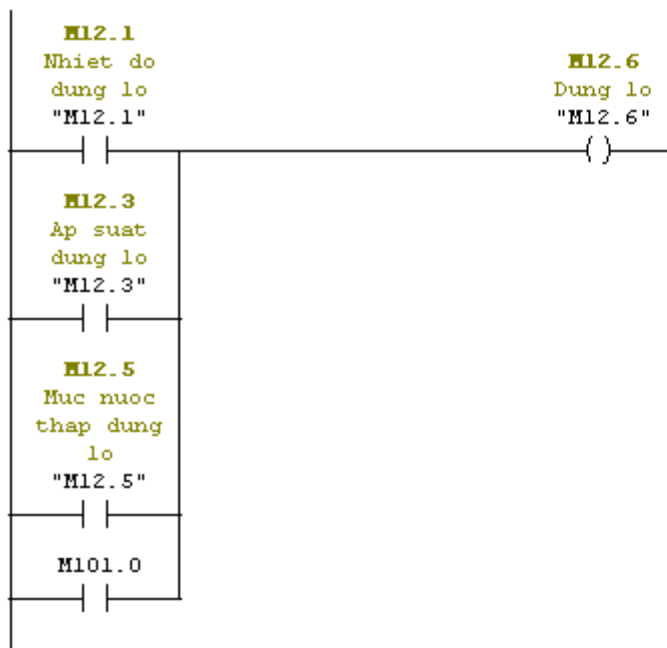 M12.1
Nhiet do
dung lo
"M12.1"
M12.6
Dung lo
"M12.6"
M12.3
Ap suat
dung lo
"M12.3"
M12.5
Muc nuoc
thap dung
lo
"M12.5"
M101.0